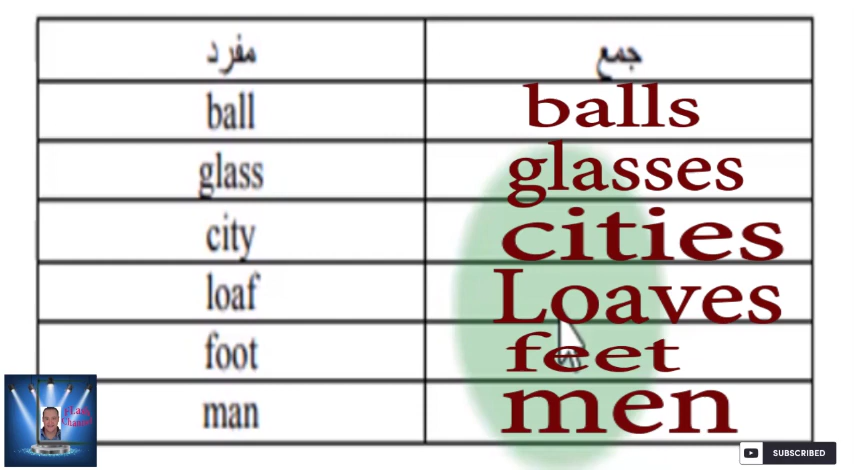 مفرد جمع
ball balls
glass glasses
city cities
loaf Loaves
foot feet
man men
SUBSCRIBED